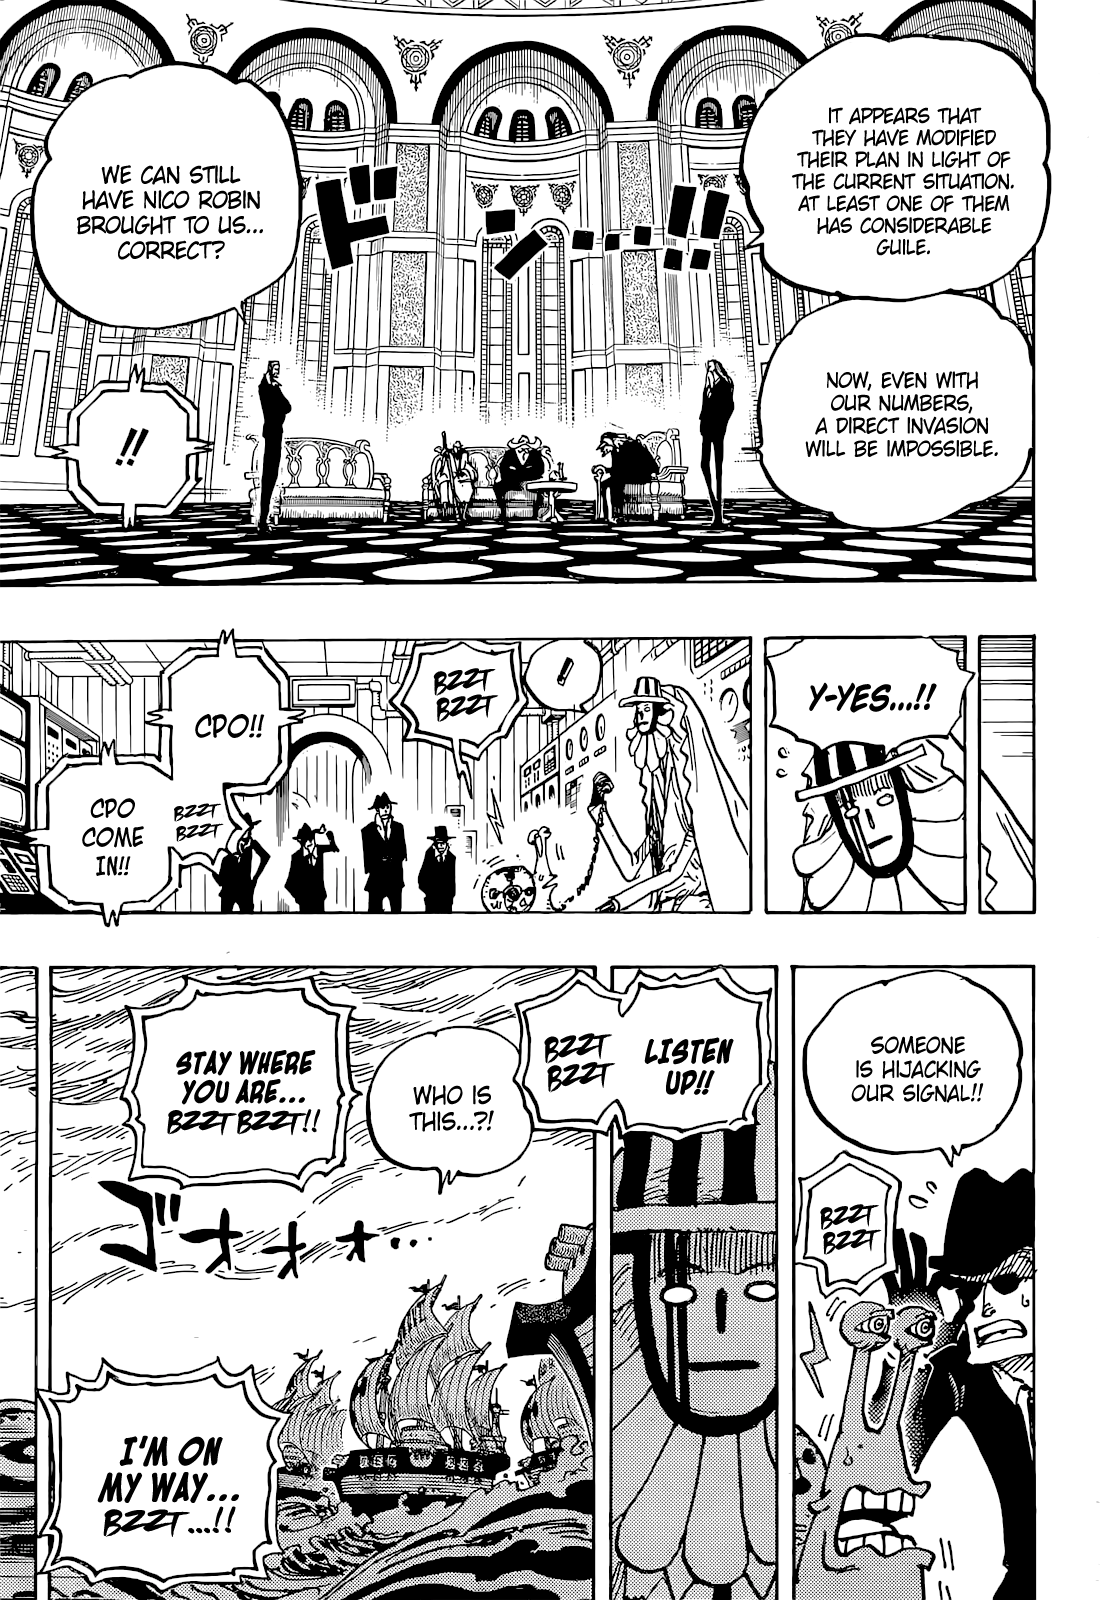 IT APPEARS THAT
THEY HAVE MODIFIED
THEIR PLAN IN LIGHT OF
THE CURRENT SITUATION.
AT LEAST ONE OF THEM
HAS CONSIDERABLE
GUILE.
NOW, EVEN WITH
OUR NUMBERS,
A DIRECT INVASION
WILL BE IMPOSSIBLE.
ドン...!!
WE CAN STILL
HAVE NICO ROBIN
BROUGHT TO US...
CORRECT?
!!
Y-YES...!!
!
BZZT
BZZT
CPO!!
BZZT
BZZT
CPO
COME
IN!!
SOMEONE
IS HIJACKING
OUR SIGNAL!!
BZZT
BZZT
LISTEN
UP!!
BZZT
BZZT
WHO IS
THIS...?!
STAY WHERE
YOU ARE...
BZZT BZZT!!
ゴオオオ...
I'M ON
MY WAY...
BZZT...!!